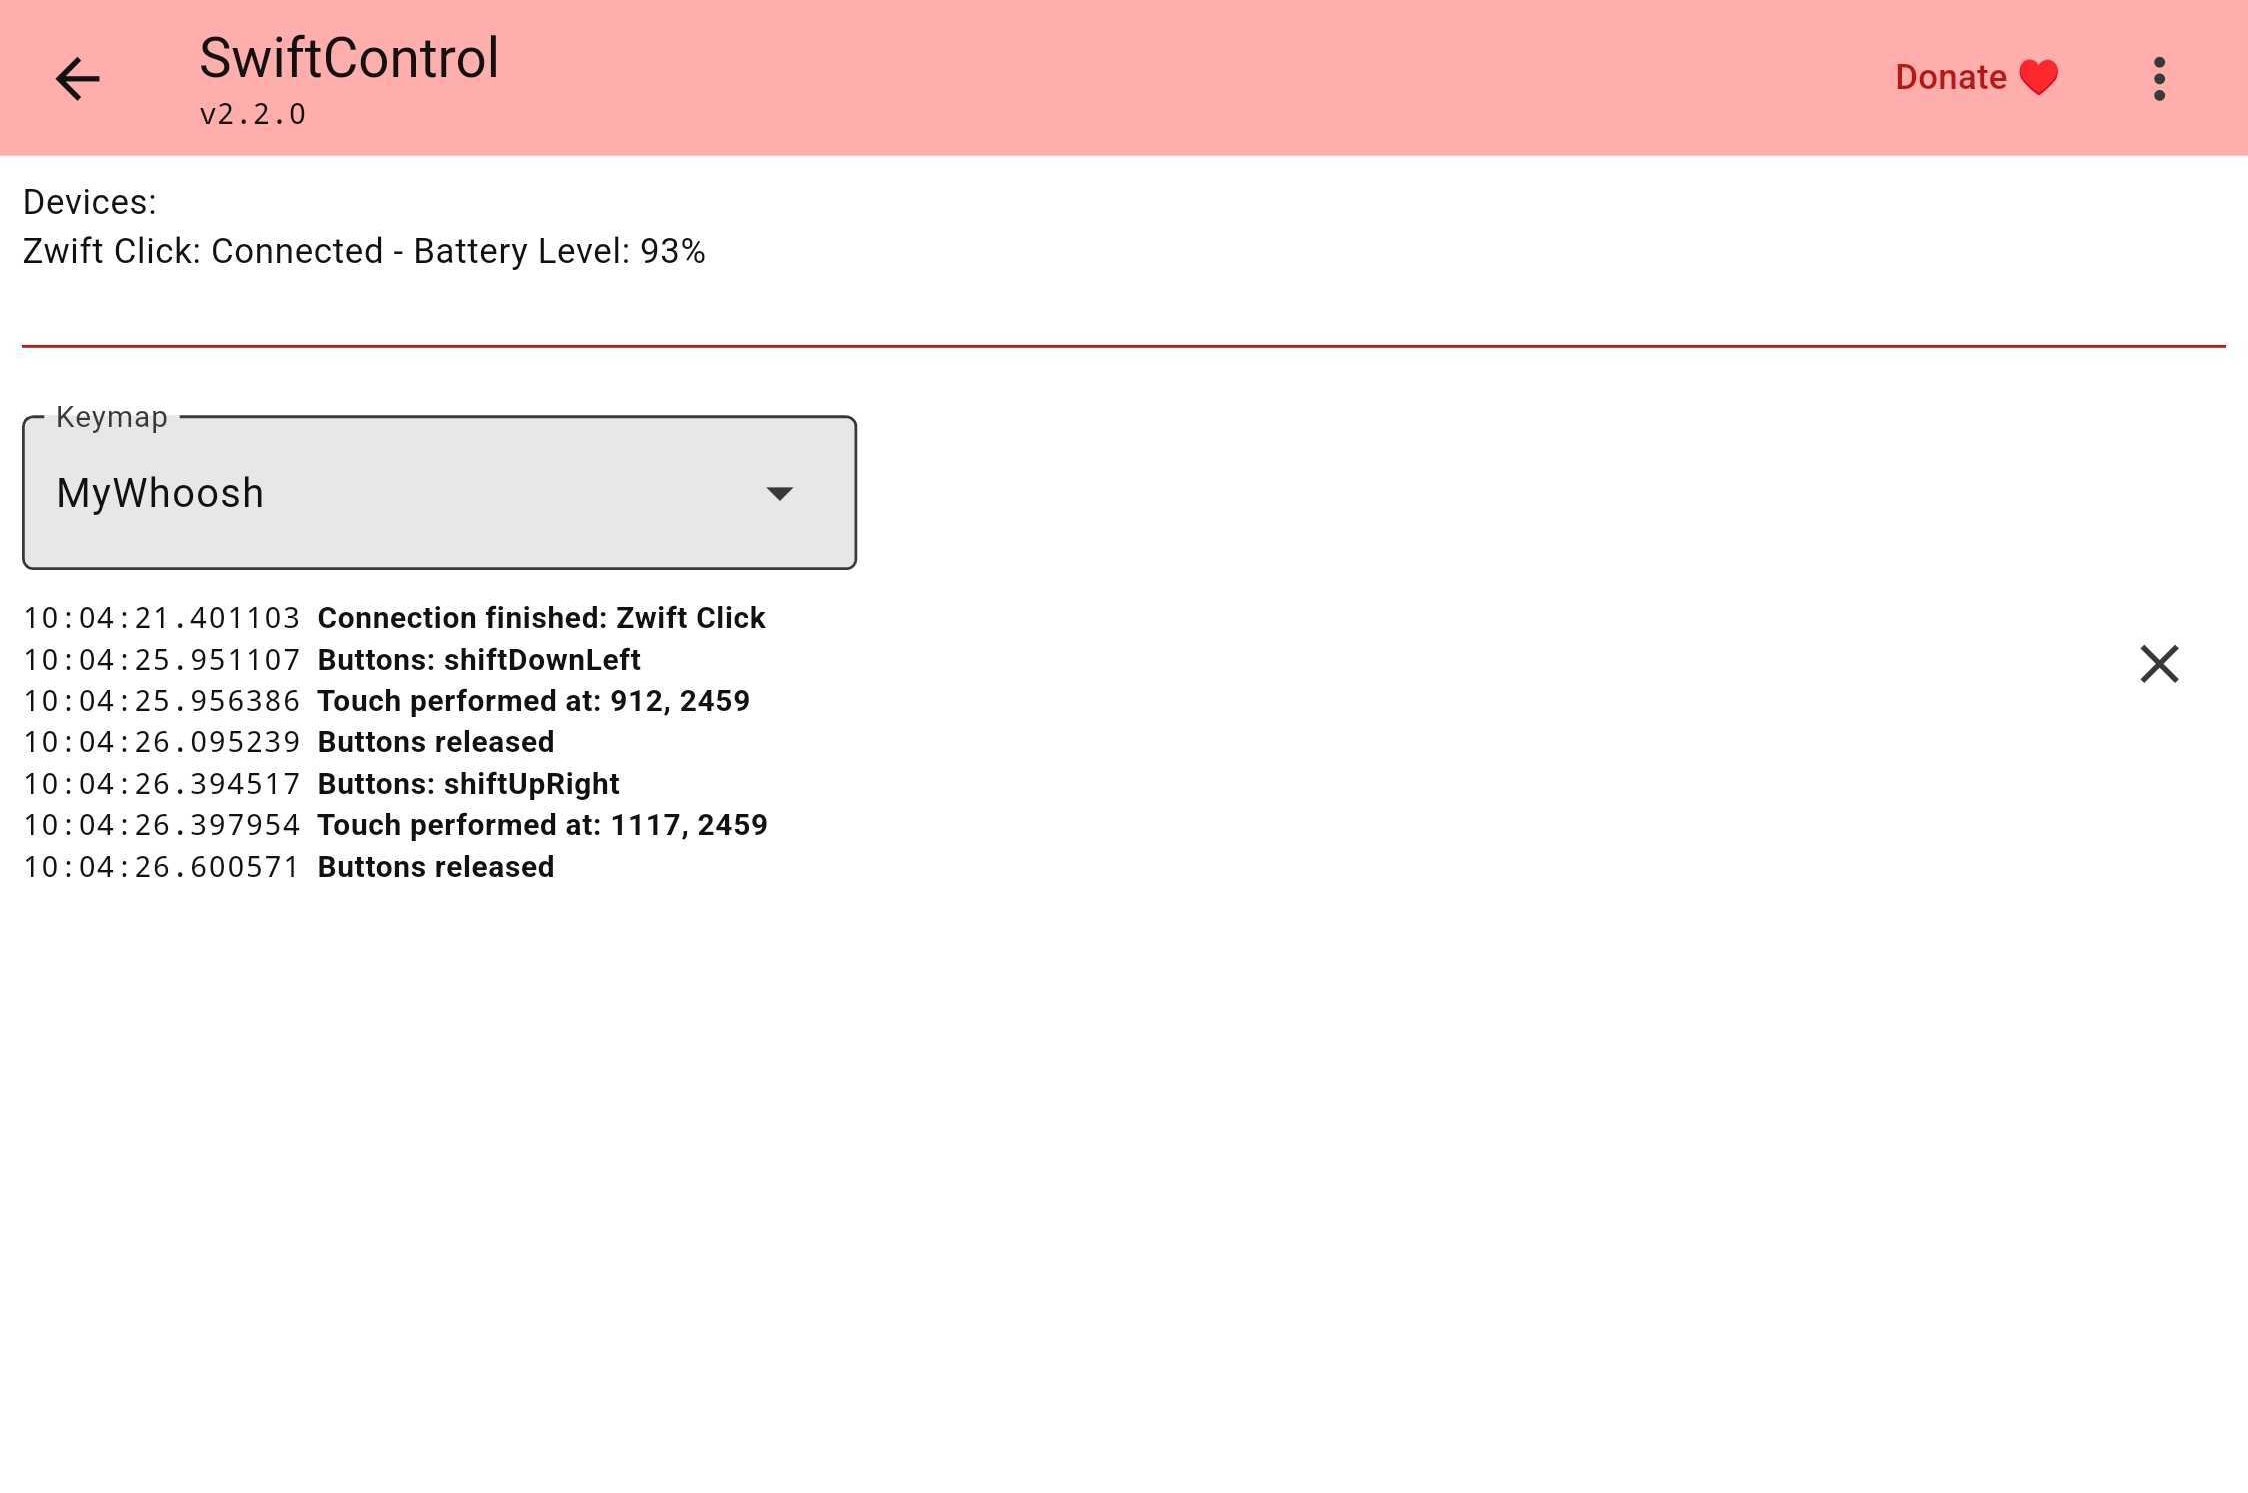 SwiftControl
v2.2.0
Donate
Devices:
Zwift Click: Connected - Battery Level: 93%
Keymap
MyWhoosh
10:04:21.401103 Connection finished: Zwift Click
10:04:25.951107 Buttons: shiftDownLeft
10:04:25.956386 Touch performed at: 912, 2459
10:04:26.095239 Buttons released
10:04:26.394517 Buttons: shiftUpRight
10:04:26.397954 Touch performed at: 1117, 2459
10:04:26.600571 Buttons released